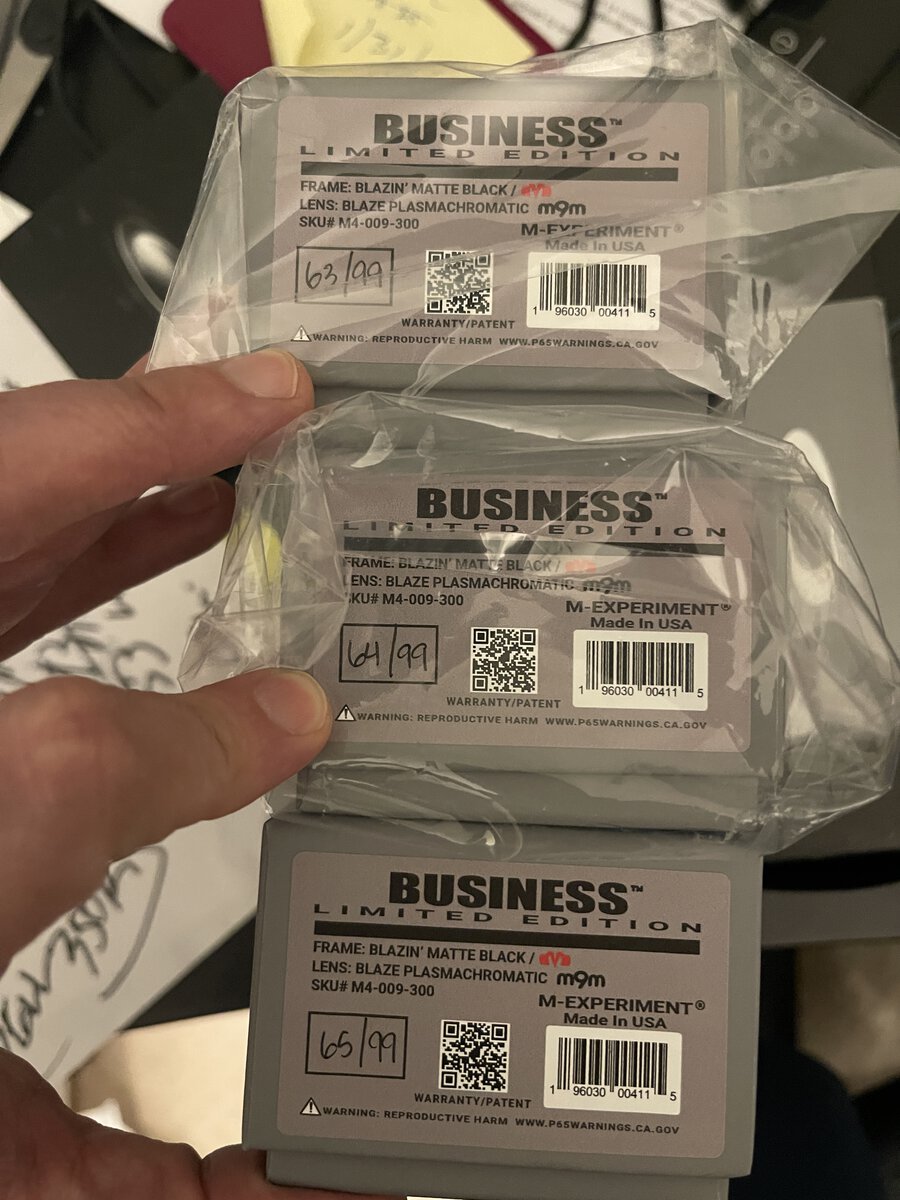 BUSINESS™
LIMITED EDITION
FRAME: BLAZIN' MATTE BLACK /
LENS: BLAZE PLASMACHROMATIC m9m
SKU# M4-009-300
M-EXPERIMENT®
Made In USA
63/99
1 96030 00411 5
WARRANTY/PATENT
WARNING: REPRODUCTIVE HARM WWW.P65WARNINGS.CA.GOV
BUSINESS™
LIMITED EDITION
FRAME: BLAZIN' MATTE BLACK /
LENS: BLAZE PLASMACHROMATIC m9m
SKU# M4-009-300
M-EXPERIMENT®
Made In USA
64/99
1 96030 00411 5
WARRANTY/PATENT
WARNING: REPRODUCTIVE HARM WWW.P65WARNINGS.CA.GOV
BUSINESS™
LIMITED EDITION
FRAME: BLAZIN' MATTE BLACK /
LENS: BLAZE PLASMACHROMATIC m9m
SKU# M4-009-300
M-EXPERIMENT®
Made In USA
65/99
1 96030 00411 5
WARRANTY/PATENT
WARNING: REPRODUCTIVE HARM WWW.P65WARNINGS.CA.GOV